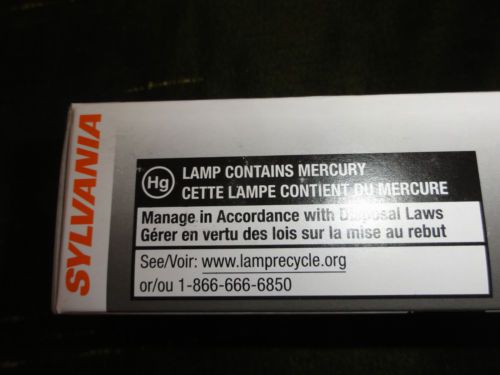 SYLVANIA
Hg
LAMP CONTAINS MERCURY
CETTE LAMPE CONTIENT DU MERCURE
Manage in Accordance with Disposal Laws
Gérer en vertu des lois sur la mise au rebut
See/Voir: www.lamprecycle.org
or/ou 1-866-666-6850